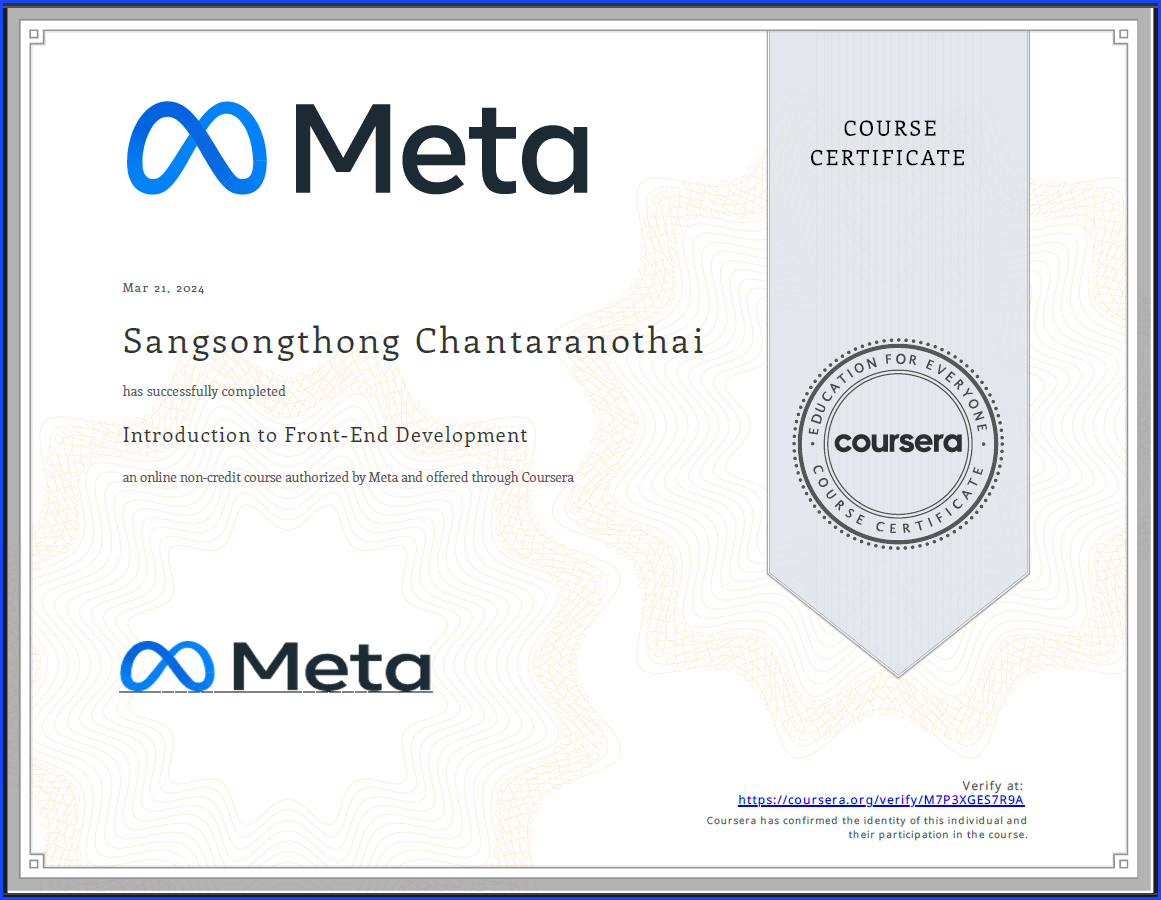 Meta
COURSE
CERTIFICATE
Mar 21, 2024
Sangsongthong Chantaranothai
has successfully completed
Introduction to Front-End Development
an online non-credit course authorized by Meta and offered through Coursera
EDUCATION FOR EVERYONE
coursera
COURSE CERTIFICATE
Meta
Verify at:
https://coursera.org/verify/M7P3XGES7R9A
Coursera has confirmed the identity of this individual and
their participation in the course.